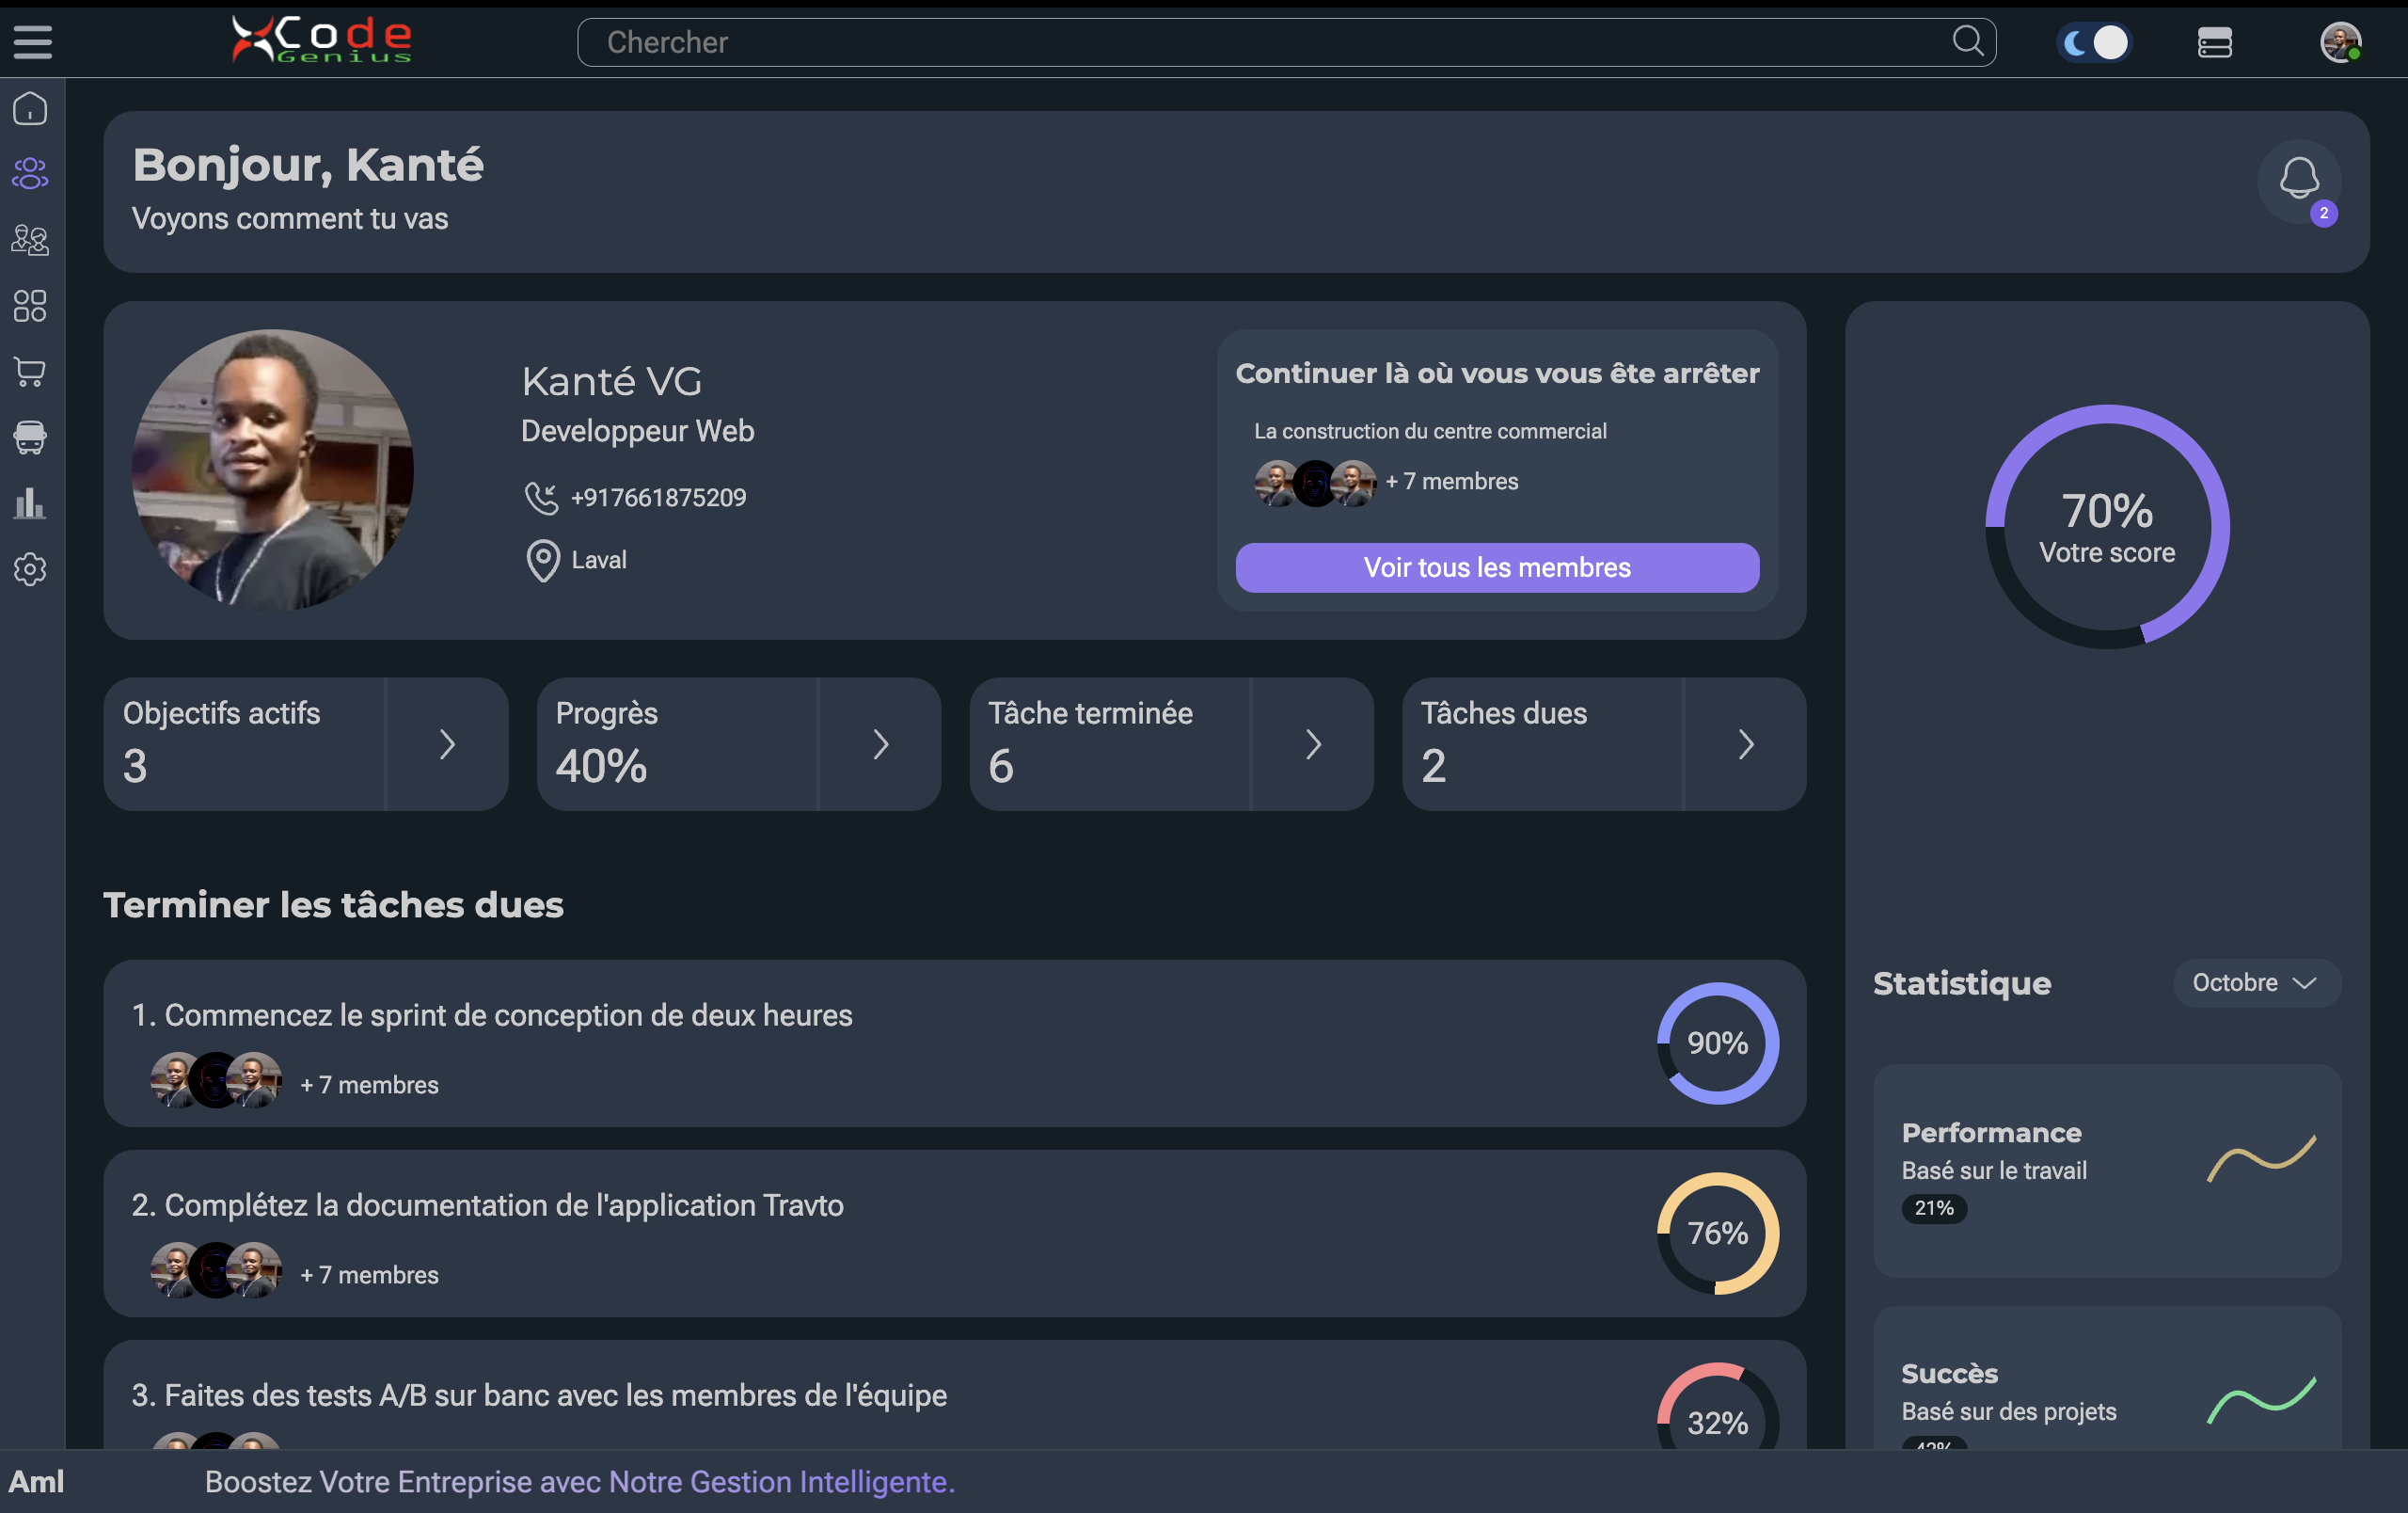 Code
Genius
Chercher
Bonjour, Kanté
Voyons comment tu vas
2
Kanté VG
Developpeur Web
+917661875209
Laval
Continuer là où vous vous ête arrêter
La construction du centre commercial
+ 7 membres
Voir tous les membres
70%
Votre score
Objectifs actifs
3
Progrès
40%
Tâche terminée
6
Tâches dues
2
Terminer les tâches dues
1. Commencez le sprint de conception de deux heures
+ 7 membres
90%
2. Complétez la documentation de l'application Travto
+ 7 membres
76%
3. Faites des tests A/B sur banc avec les membres de l'équipe
32%
Statistique
Octobre
Performance
Basé sur le travail
21%
Succès
Basé sur des projets
Aml
Boostez Votre Entreprise avec Notre Gestion Intelligente.